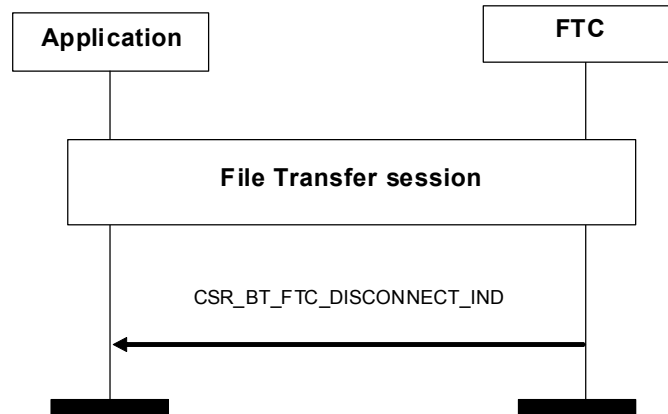 Application
FTC
File Transfer session
CSR_BT_FTC_DISCONNECT_IND